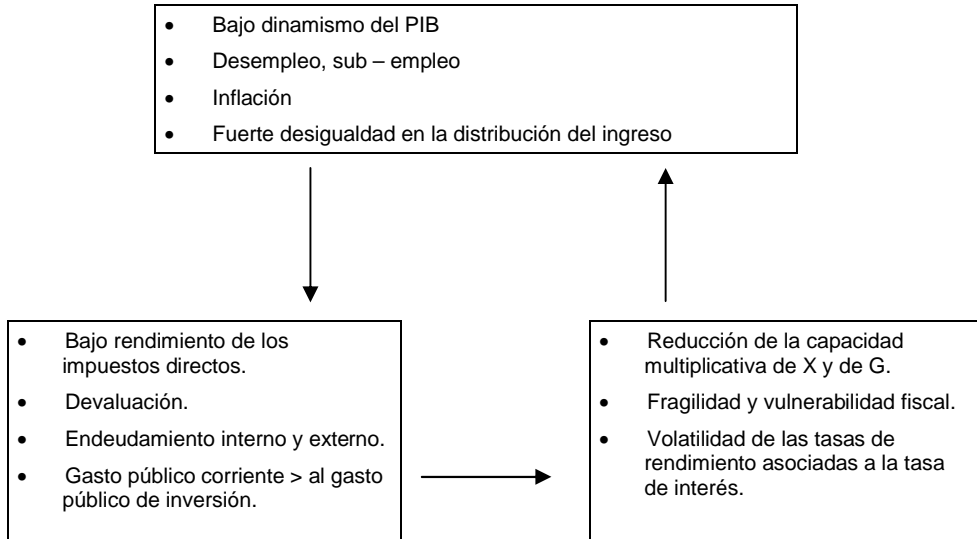 • Bajo dinamismo del PIB
• Desempleo, sub – empleo
• Inflación
• Fuerte desigualdad en la distribución del ingreso
• Bajo rendimiento de los
impuestos directos.
• Devaluación.
• Endeudamiento interno y externo.
• Gasto público corriente > al gasto
público de inversión.
• Reducción de la capacidad
multiplicativa de X y de G.
• Fragilidad y vulnerabilidad fiscal.
• Volatilidad de las tasas de
rendimiento asociadas a la tasa
de interés.